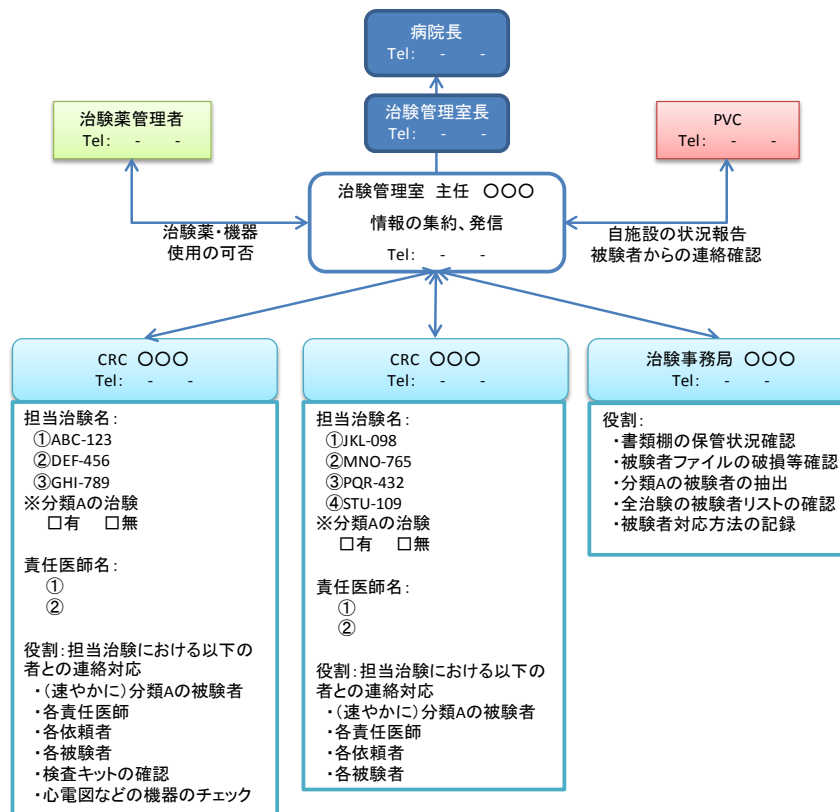 病院長
Tel: - -
治験管理室長
Tel: - -
治験薬管理者
Tel: - -
PVC
Tel: - -
治験管理室 主任 〇〇〇
情報の集約、発信
Tel: - -
治験薬・機器
使用の可否
自施設の状況報告
被験者からの連絡確認
CRC 〇〇〇
Tel: - -
担当治験名:
①ABC-123
②DEF-456
③GHI-789
※分類Aの治験
□有 □無
責任医師名:
①
②
役割:担当治験における以下の
者との連絡対応
・(速やかに)分類Aの被験者
・各責任医師
・各依頼者
・各被験者
・検査キットの確認
・心電図などの機器のチェック
CRC 〇〇〇
Tel: - -
担当治験名:
①JKL-098
②MNO-765
③PQR-432
④STU-109
※分類Aの治験
□有 □無
責任医師名:
①
②
役割:担当治験における以下の
者との連絡対応
・(速やかに)分類Aの被験者
・各責任医師
・各依頼者
・各被験者
治験事務局 〇〇〇
Tel: - -
役割:
・書類棚の保管状況確認
・被験者ファイルの破損等確認
・分類Aの被験者の抽出
・全治験の被験者リストの確認
・被験者対応方法の記録